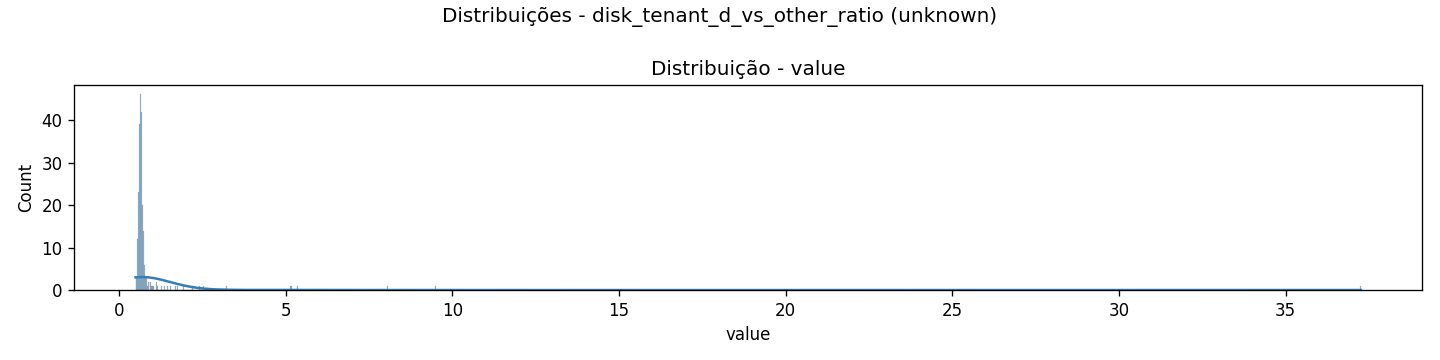 Distribuições - disk_tenant_d_vs_other_ratio (unknown)
Distribuição - value
Count
40
30
20
10
0
0 5 10 15 20 25 30 35
value